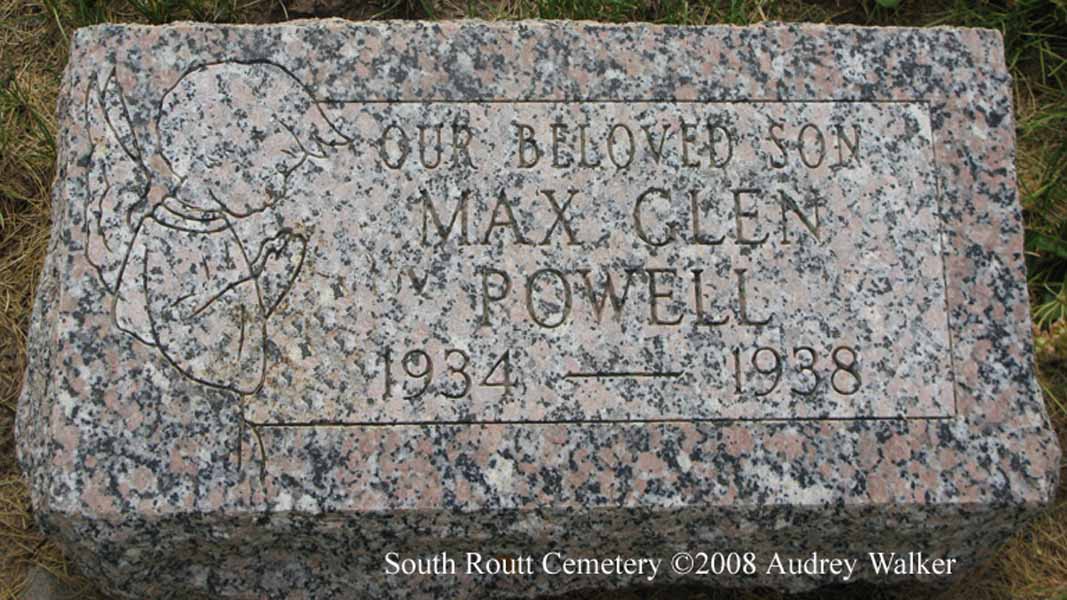 OUR BELOVED SON
MAX GLEN
POWELL
1934 — 1938
South Routt Cemetery ©2008 Audrey Walker